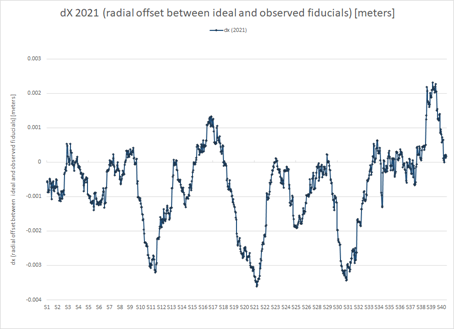 dX 2021 (radial offset between ideal and observed fiducials) [meters]
dx (2021)
dx (radial offset between ideal and observed fiducials) [meters]
0.003
0.002
0.001
0
-0.001
-0.002
-0.003
-0.004
S1 S2 S3 S4 S5 S6 S7 S8 S9 S10 S11 S12 S13 S14 S15 S16 S17 S18 S19 S20 S21 S22 S23 S24 S25 S26 S27 S28 S29 S30 S31 S32 S33 S34 S35 S36 S37 S38 S39 S40